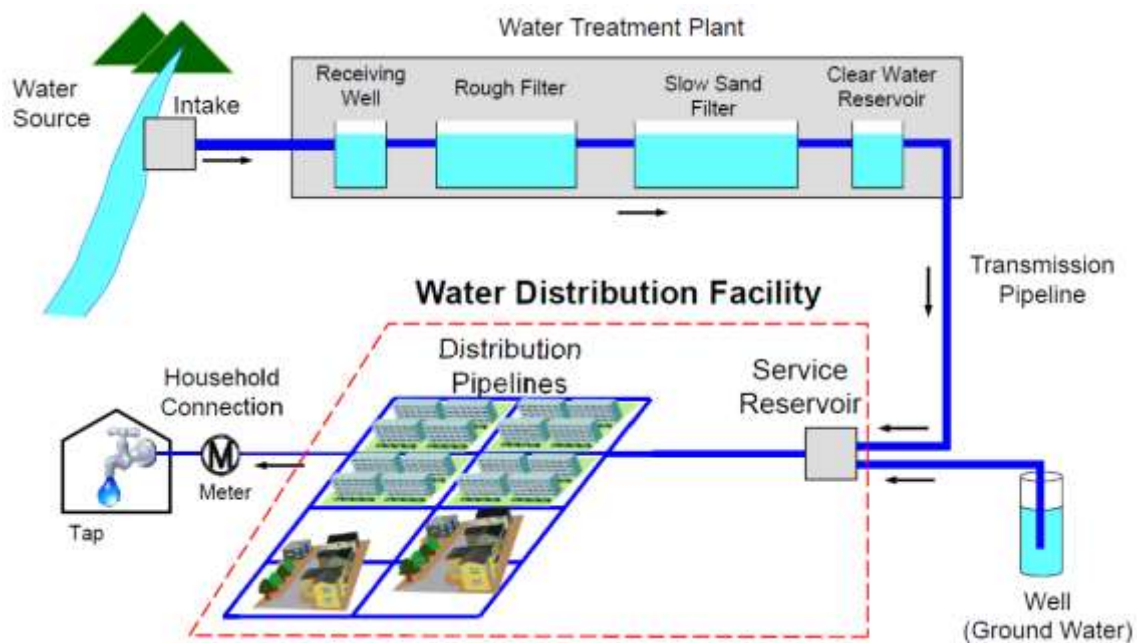 Water Treatment Plant
Water
Source
Intake
Receiving
Well
Rough Filter
Slow Sand
Filter
Clear Water
Reservoir
Transmission
Pipeline
Water Distribution Facility
Distribution
Pipelines
Service
Reservoir
Household
Connection
M
Meter
Tap
Well
(Ground Water)